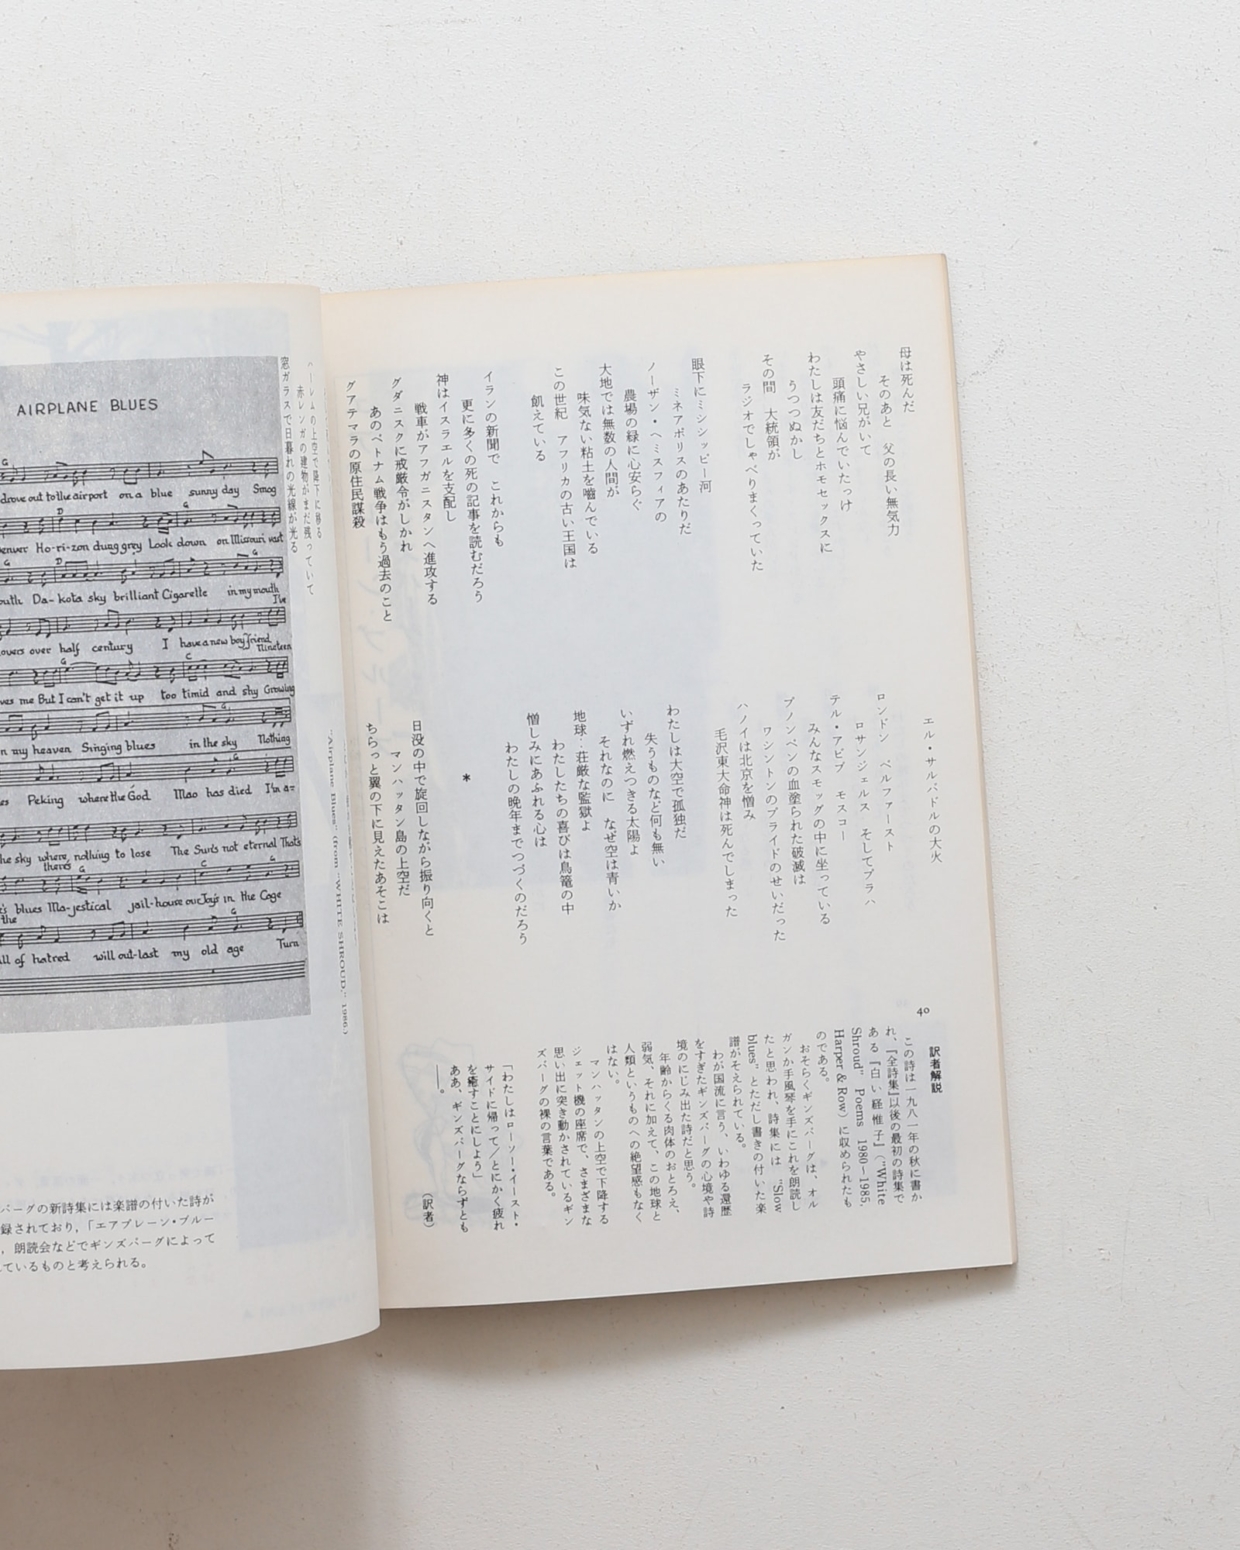 母は死んだ
そのあと　父の長い無気力
やさしい兄がいて
頭痛に悩んでいたっけ
わたしは友だちとホモセックスに
うつつぬかし
その間　大統領が
ラジオでしゃべりまくっていた
眼下にミシシッピー河
ミネアポリスのあたりだ
ノーザン・ヘミスフィアの
農場の緑に心安らぐ
大地では無数の人間が
味気ない粘土を嚙んでいる
この世紀　アフリカの古い王国は
飢えている
イランの新聞で　これからも
更に多くの死の記事を読むだろう
神はイスラエルを支配し
戦車がアフガニスタンへ進攻する
グダニスクに戒厳令がしかれ
あのベトナム戦争はもう過去のこと
グアテマラの原住民謀殺
エル・サルバドルの大火
ロンドン　ベルファースト
ロサンジェルス　そしてプラハ
テル・アビブ　モスコー
みんなスモッグの中に坐っている
プノンペンの血塗られた破滅は
ワシントンのプライドのせいだった
ハノイは北京を憎み
毛沢東大命神は死んでしまった
わたしは大空で孤独だ
失うものなど何も無い
いずれ燃えつきる太陽よ
それなのに　なぜ空は青いか
地球：荘厳な監獄よ
わたしたちの喜びは鳥篭の中
憎しみにあふれる心は
わたしの晩年までつづくのだろう
*
日没の中で旋回しながら振り向くと
マンハッタン島の上空だ
ちらっと翼の下に見えたあそこは
40
訳者解説
この詩は一九八一年の秋に書か
れ、『全詩集』以後の最初の詩集で
ある『白い経惟子』（"White
Shroud" Poems 1980–1985,
Harper & Row）に収められたも
のである。
おそらくギンズバーグは、オル
ガンか手風琴を手にこれを朗読し
たと思われ、詩集には "Slow
blues" とただし書きの付いた楽
譜がそえられている。
わが国流に言う、いわゆる還暦
をすぎたギンズバーグの心境や詩
境のにじみ出た詩だと思う。
年齢からくる肉体のおとろえ、
弱気、それに加えて、この地球と
人類というものへの絶望感もなく
はない。
マンハッタンの上空で下降する
ジェット機の座席で、さまざまな
思い出に突き動かされているギン
ズバーグの裸の言葉である。
「わたしはローソー・イースト・
サイドに帰って／とにかく疲れ
を癒すことにしよう」
ああ、ギンズバーグならずとも
――。
（訳者）
ハーレムの上空で降下に移る
赤レンガの建物がまだ残っていて
窓ガラスで日暮れの光線が光る
"Airplane Blues" (from "WHITE SHROUD," 1986.)
AIRPLANE BLUES
drove out to the airport on a blue sunny day Smog
Ho-ri-zon dung grey Look down on Missouri vast
Da-kota sky brilliant Cigarette in my mouth I've
overs over half century I have a new boyfriend Nineteen
me But I can't get it up too timid and shy Growing
my heaven Singing blues in the sky Nothing
Peking where the God Mao has died I'm a=
he sky where nothing to lose The Sun's not eternal That's
there's
blues Ma-jestical jail-house our Joy's in the Cage
the
of hatred will out-last my old age Turn
バーグの新詩集には楽譜の付いた詩が
録されており，「エアプレーン・ブルー
，朗読会などでギンズバーグによって
ているものと考えられる。